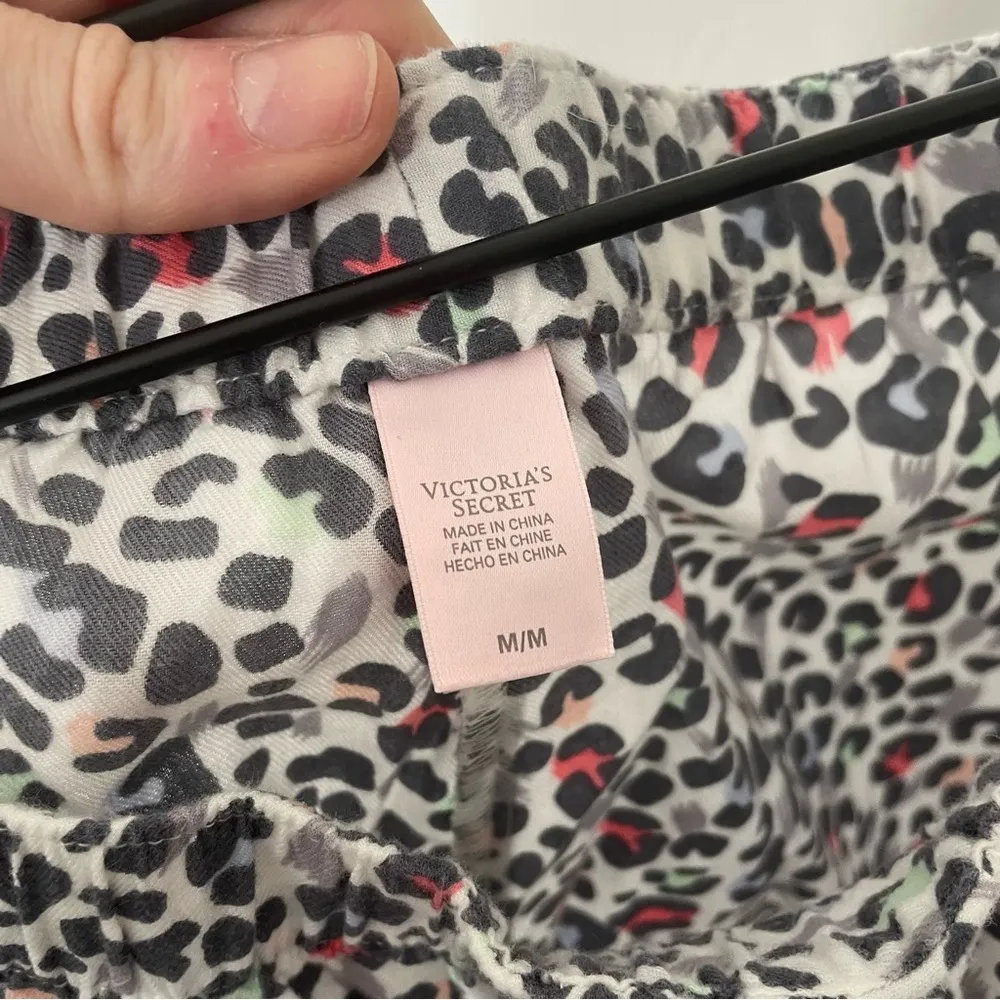 VICTORIA'S
SECRET
MADE IN CHINA
FAIT EN CHINE
HECHO EN CHINA
M/M